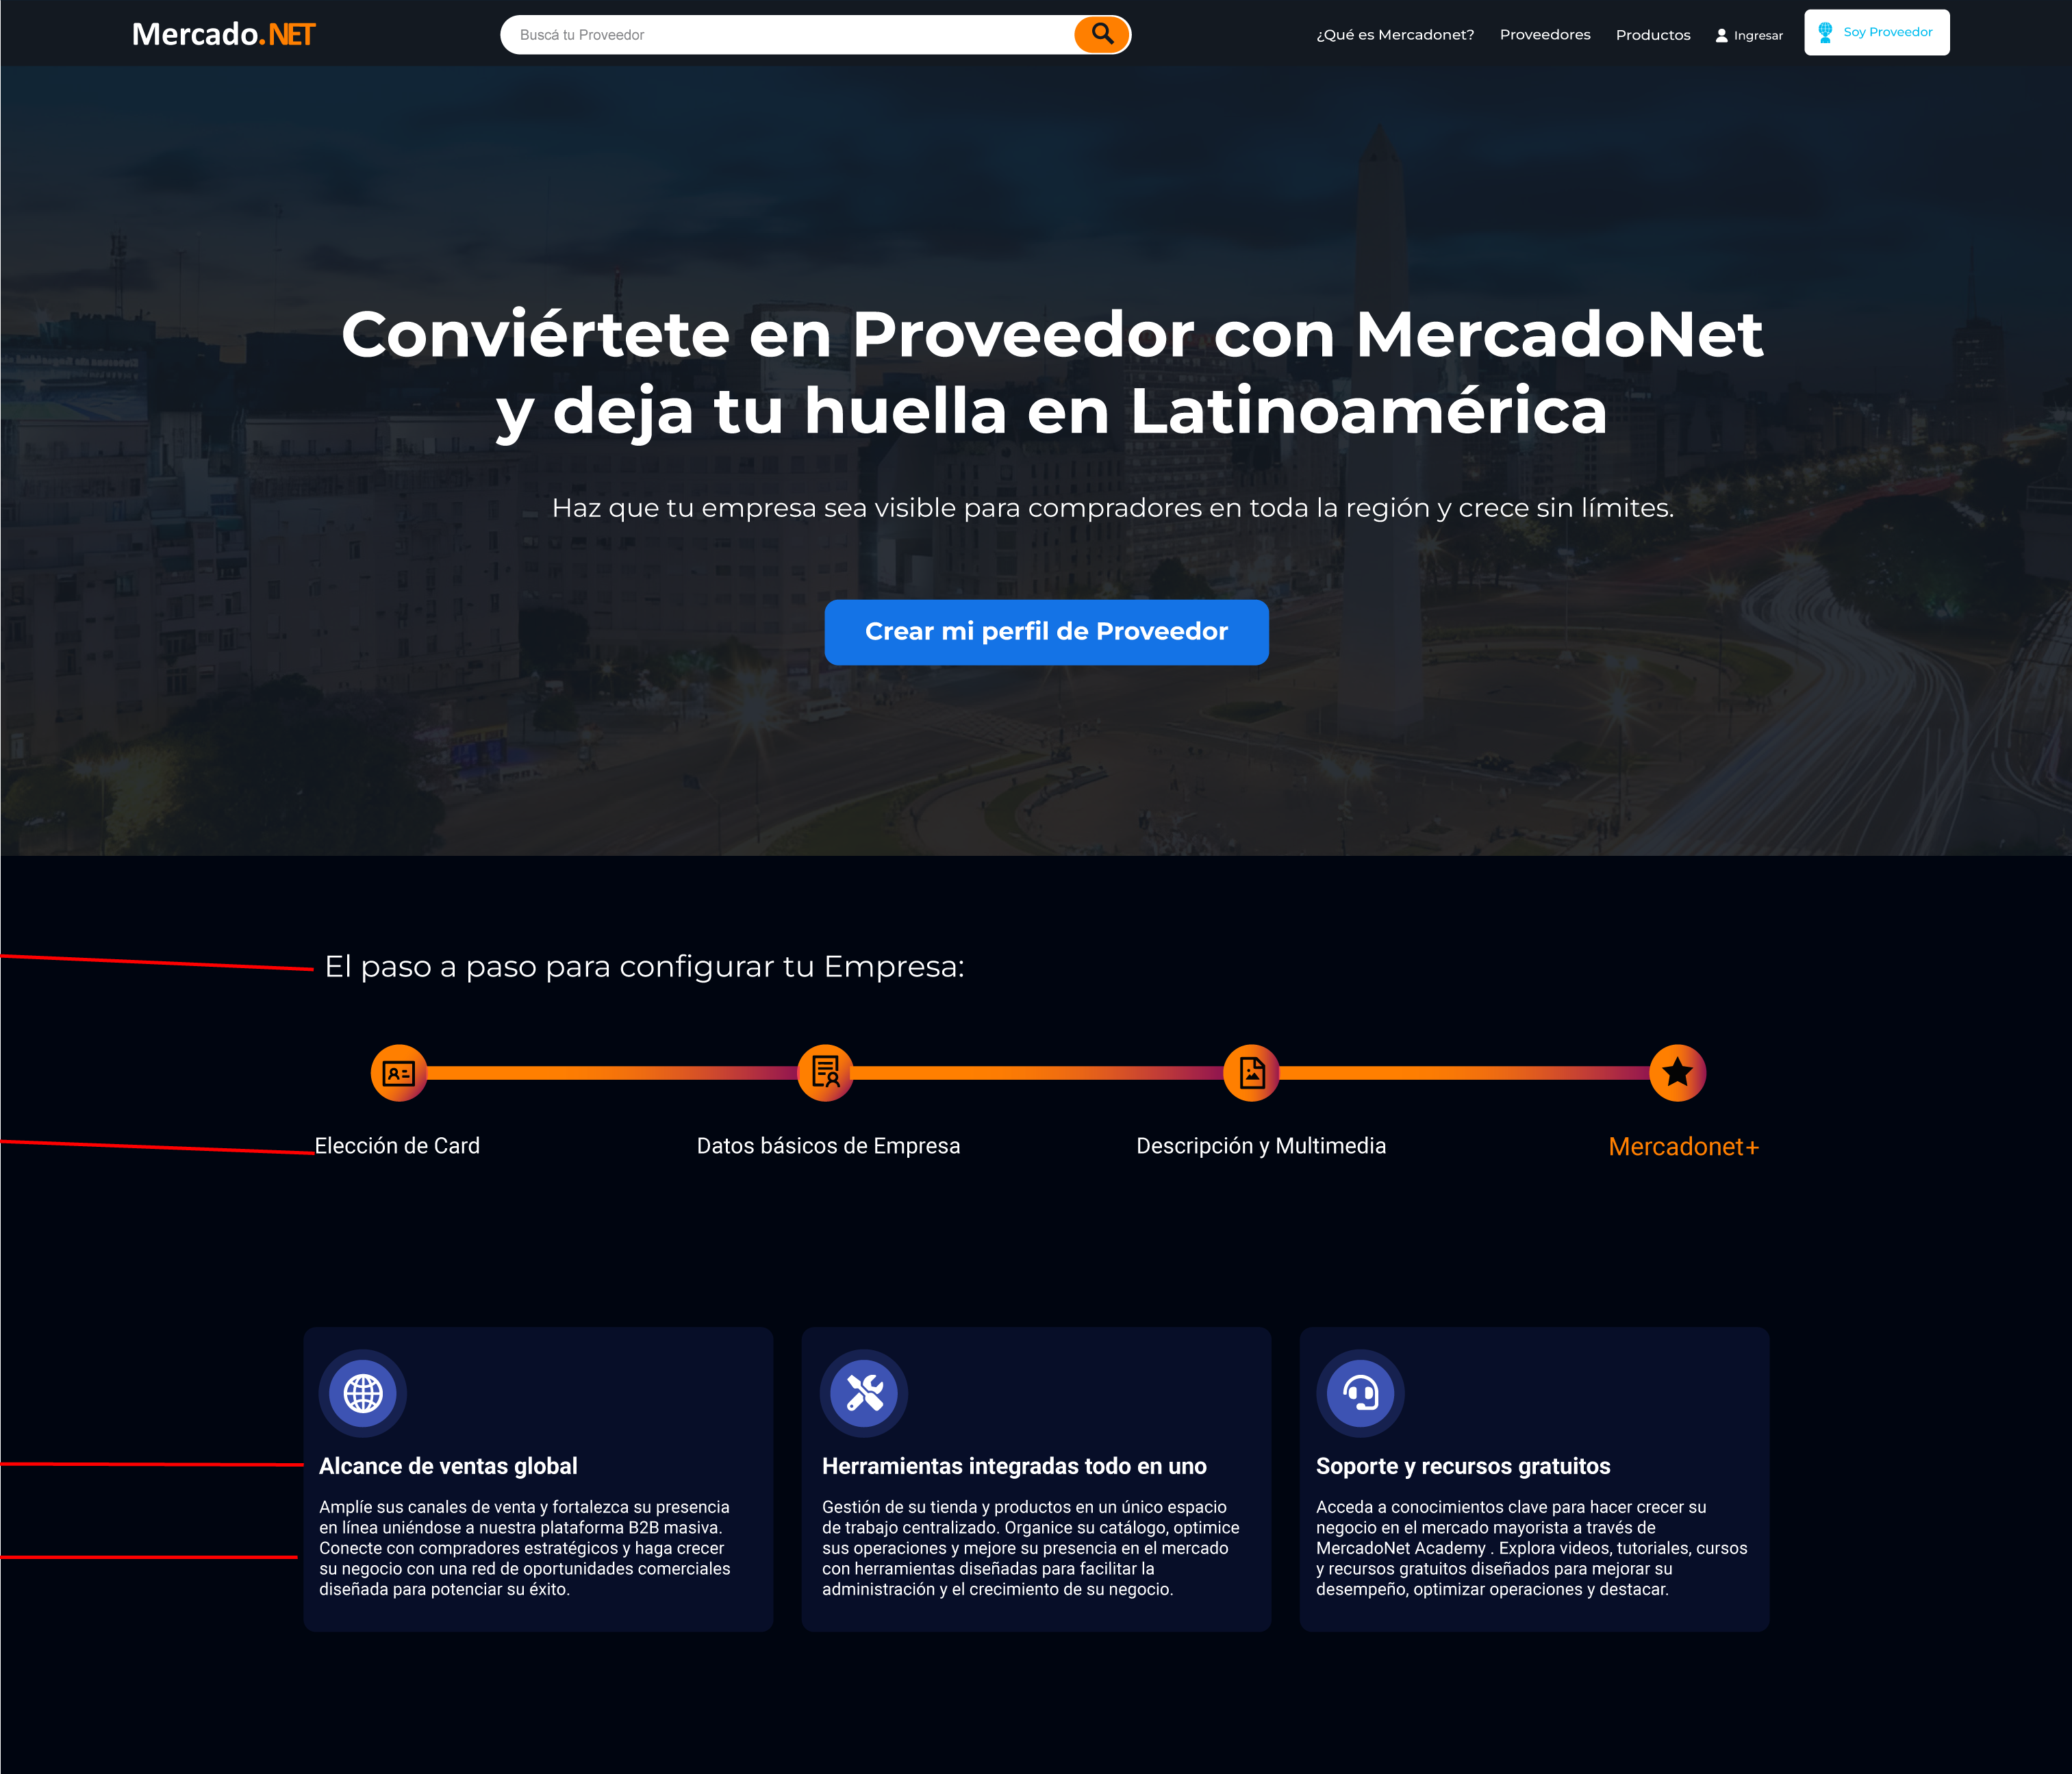 Mercado.NET
Buscá tu Proveedor
¿Qué es Mercadonet?
Proveedores
Productos
Ingresar
Soy Proveedor
Conviértete en Proveedor con MercadoNet
y deja tu huella en Latinoamérica
Haz que tu empresa sea visible para compradores en toda la región y crece sin límites.
Crear mi perfil de Proveedor
El paso a paso para configurar tu Empresa:
Elección de Card
Datos básicos de Empresa
Descripción y Multimedia
Mercadonet+
Alcance de ventas global
Amplíe sus canales de venta y fortalezca su presencia
en línea uniéndose a nuestra plataforma B2B masiva.
Conecte con compradores estratégicos y haga crecer
su negocio con una red de oportunidades comerciales
diseñada para potenciar su éxito.
Herramientas integradas todo en uno
Gestión de su tienda y productos en un único espacio
de trabajo centralizado. Organice su catálogo, optimice
sus operaciones y mejore su presencia en el mercado
con herramientas diseñadas para facilitar la
administración y el crecimiento de su negocio.
Soporte y recursos gratuitos
Acceda a conocimientos clave para hacer crecer su
negocio en el mercado mayorista a través de
MercadoNet Academy . Explora videos, tutoriales, cursos
y recursos gratuitos diseñados para mejorar su
desempeño, optimizar operaciones y destacar.